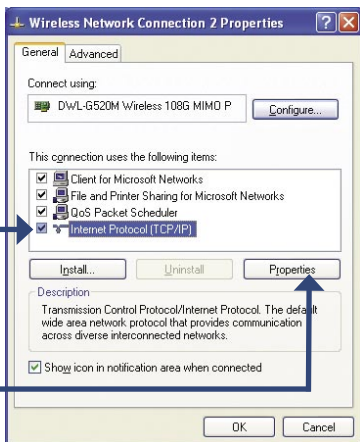 Wireless Network Connection 2 Properties
General Advanced
Connect using:
DWL-G520M Wireless 108G MIMO P
Configure...
This connection uses the following items:
Client for Microsoft Networks
File and Printer Sharing for Microsoft Networks
QoS Packet Scheduler
Internet Protocol (TCP/IP)
Install... Uninstall Properties
Description
Transmission Control Protocol/Internet Protocol. The default
wide area network protocol that provides communication
across diverse interconnected networks.
Show icon in notification area when connected
OK Cancel